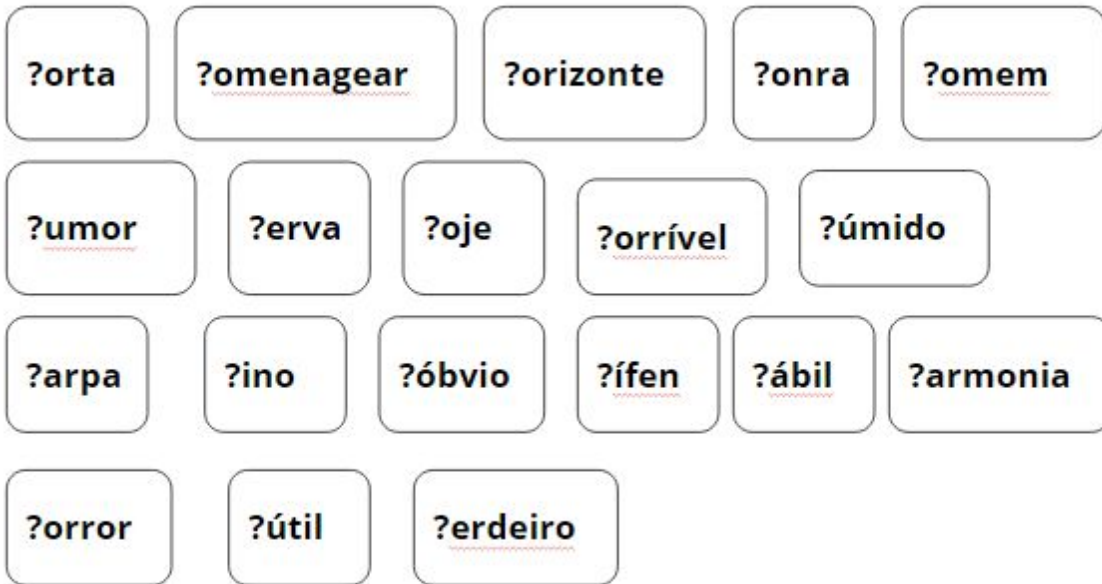 ?orta ?omenagear ?orizonte ?onra ?omem
?umor ?erva ?oje ?orrível ?úmido
?arpa ?ino ?óbvio ?ífen ?ábil ?armonia
?orror ?útil ?erdeiro